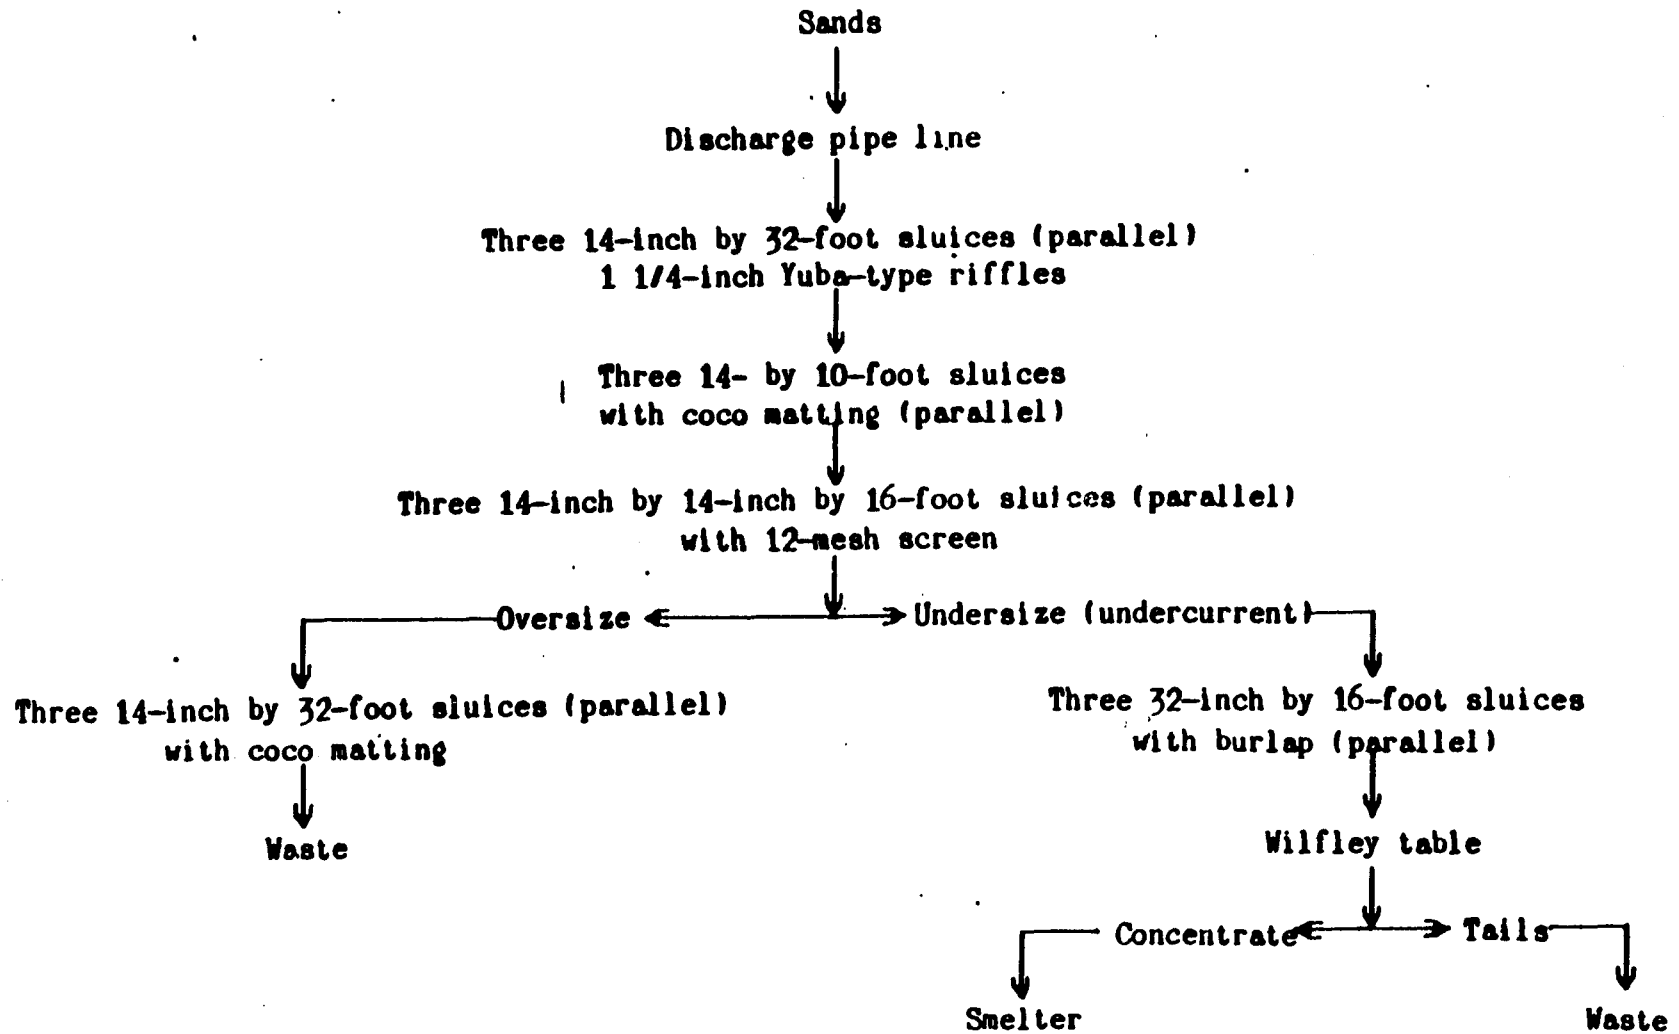 Sands
Discharge pipe line
Three 14-inch by 32-foot sluices (parallel)
1 1/4-inch Yuba-type riffles
Three 14- by 10-foot sluices
with coco matting (parallel)
Three 14-inch by 14-inch by 16-foot sluices (parallel)
with 12-mesh screen
Oversize
Undersize (undercurrent)
Three 14-inch by 32-foot sluices (parallel)
with coco matting
Waste
Three 32-inch by 16-foot sluices
with burlap (parallel)
Wilfley table
Concentrate
Tails
Smelter
Waste